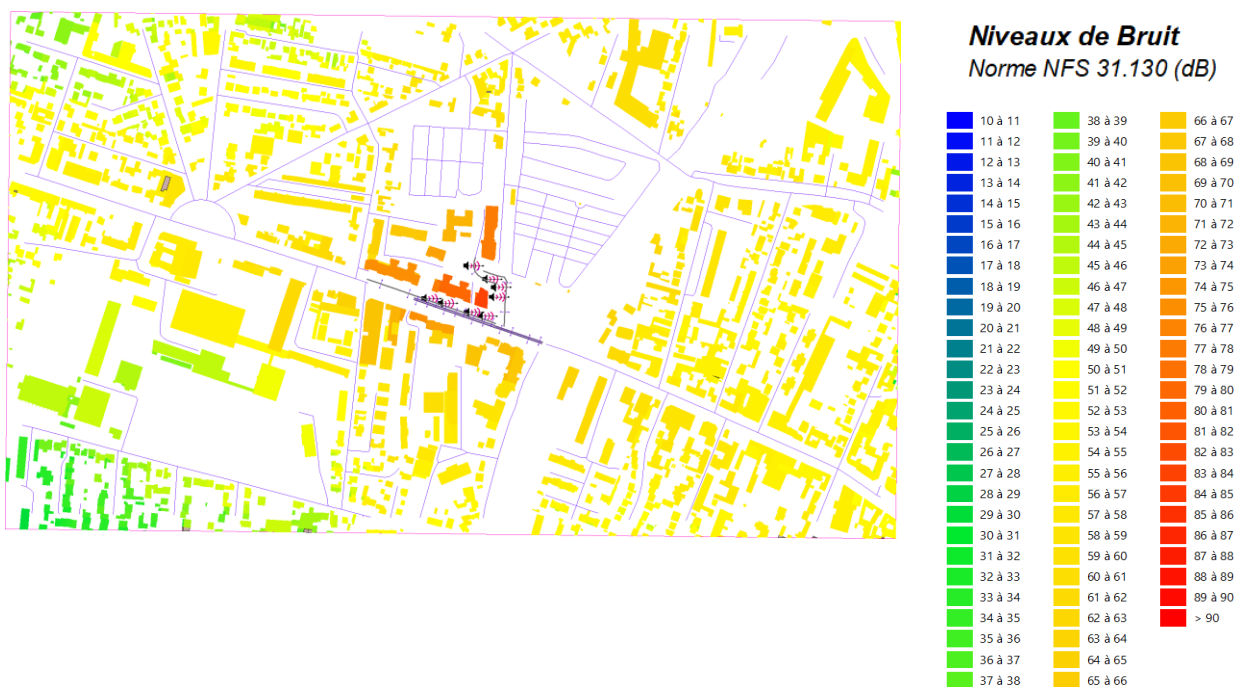 Niveaux de Bruit
Norme NFS 31.130 (dB)
10 à 11
11 à 12
12 à 13
13 à 14
14 à 15
15 à 16
16 à 17
17 à 18
18 à 19
19 à 20
20 à 21
21 à 22
22 à 23
23 à 24
24 à 25
25 à 26
26 à 27
27 à 28
28 à 29
29 à 30
30 à 31
31 à 32
32 à 33
33 à 34
34 à 35
35 à 36
36 à 37
37 à 38
38 à 39
39 à 40
40 à 41
41 à 42
42 à 43
43 à 44
44 à 45
45 à 46
46 à 47
47 à 48
48 à 49
49 à 50
50 à 51
51 à 52
52 à 53
53 à 54
54 à 55
55 à 56
56 à 57
57 à 58
58 à 59
59 à 60
60 à 61
61 à 62
62 à 63
63 à 64
64 à 65
65 à 66
66 à 67
67 à 68
68 à 69
69 à 70
70 à 71
71 à 72
72 à 73
73 à 74
74 à 75
75 à 76
76 à 77
77 à 78
78 à 79
79 à 80
80 à 81
81 à 82
82 à 83
83 à 84
84 à 85
85 à 86
86 à 87
87 à 88
88 à 89
89 à 90
> 90